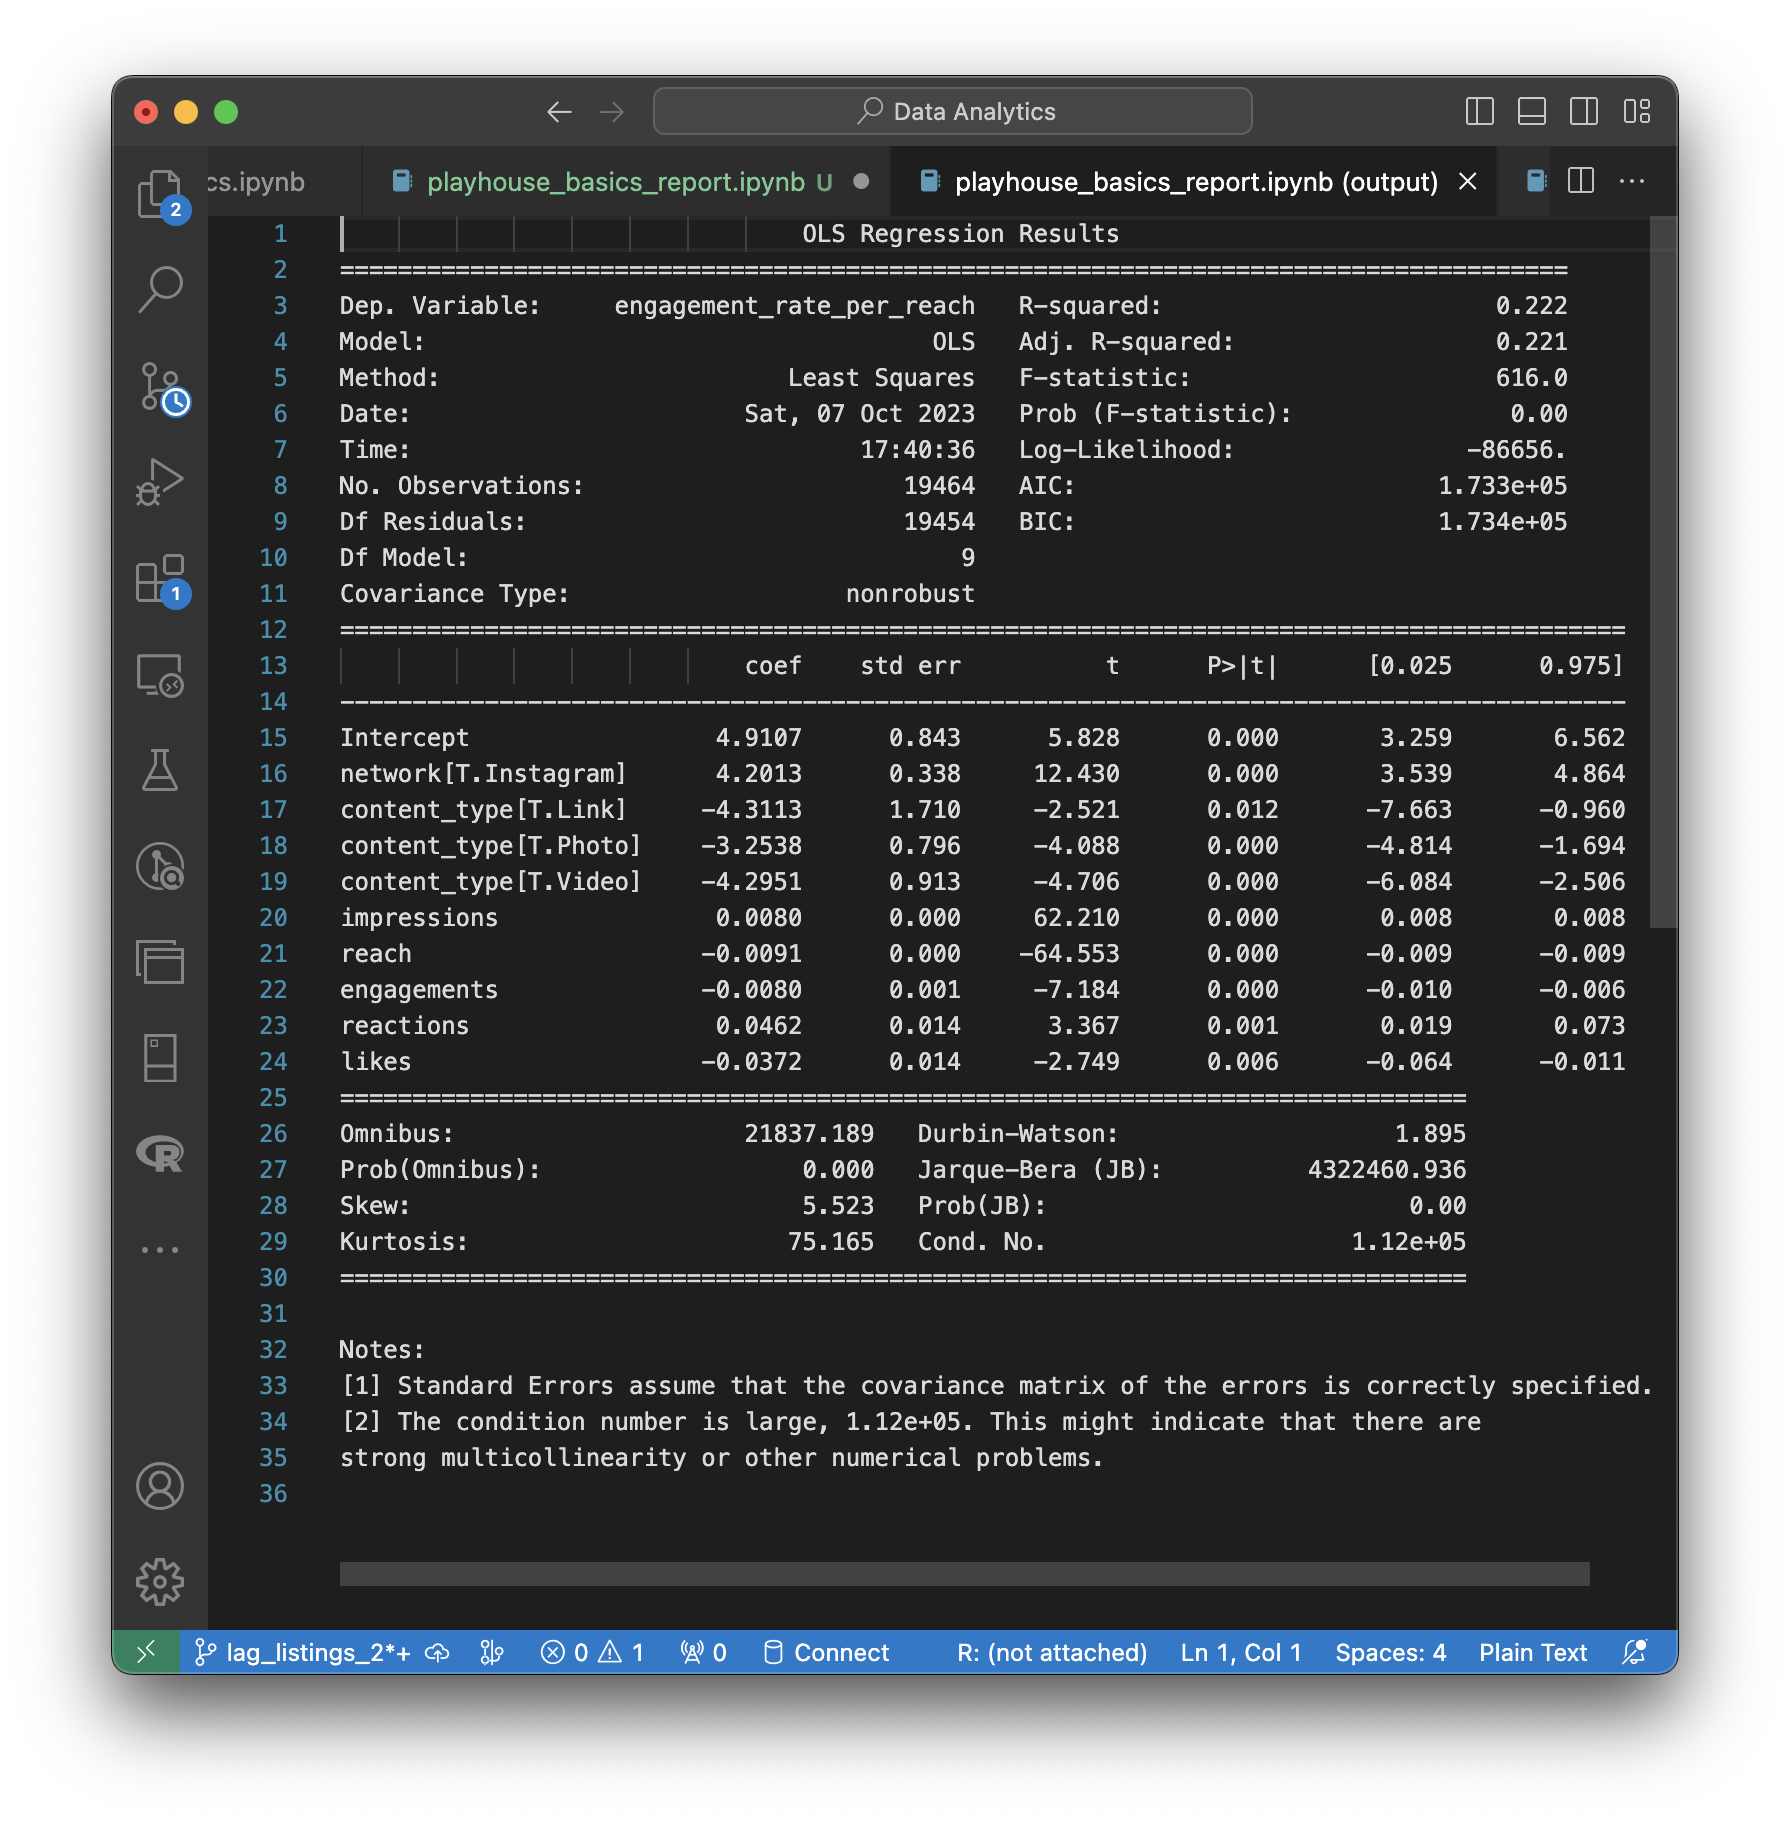 Data Analytics
cs.ipynb playhouse_basics_report.ipynb U playhouse_basics_report.ipynb (output)
1 OLS Regression Results
2 =====================================================================================
3 Dep. Variable: engagement_rate_per_reach R-squared: 0.222
4 Model: OLS Adj. R-squared: 0.221
5 Method: Least Squares F-statistic: 616.0
6 Date: Sat, 07 Oct 2023 Prob (F-statistic): 0.00
7 Time: 17:40:36 Log-Likelihood: -86656.
8 No. Observations: 19464 AIC: 1.733e+05
9 Df Residuals: 19454 BIC: 1.734e+05
10 Df Model: 9
11 Covariance Type: nonrobust
12 =========================================================================================
13 coef std err t P>|t| [0.025 0.975]
14 -----------------------------------------------------------------------------------------
15 Intercept 4.9107 0.843 5.828 0.000 3.259 6.562
16 network[T.Instagram] 4.2013 0.338 12.430 0.000 3.539 4.864
17 content_type[T.Link] -4.3113 1.710 -2.521 0.012 -7.663 -0.960
18 content_type[T.Photo] -3.2538 0.796 -4.088 0.000 -4.814 -1.694
19 content_type[T.Video] -4.2951 0.913 -4.706 0.000 -6.084 -2.506
20 impressions 0.0080 0.000 62.210 0.000 0.008 0.008
21 reach -0.0091 0.000 -64.553 0.000 -0.009 -0.009
22 engagements -0.0080 0.001 -7.184 0.000 -0.010 -0.006
23 reactions 0.0462 0.014 3.367 0.001 0.019 0.073
24 likes -0.0372 0.014 -2.749 0.006 -0.064 -0.011
25 ==============================================================================
26 Omnibus: 21837.189 Durbin-Watson: 1.895
27 Prob(Omnibus): 0.000 Jarque-Bera (JB): 4322460.936
28 Skew: 5.523 Prob(JB): 0.00
29 Kurtosis: 75.165 Cond. No. 1.12e+05
30 ==============================================================================
31
32 Notes:
33 [1] Standard Errors assume that the covariance matrix of the errors is correctly specified.
34 [2] The condition number is large, 1.12e+05. This might indicate that there are
35 strong multicollinearity or other numerical problems.
36
2
1
R
lag_listings_2*+ 0 1 0 Connect R: (not attached) Ln 1, Col 1 Spaces: 4 Plain Text